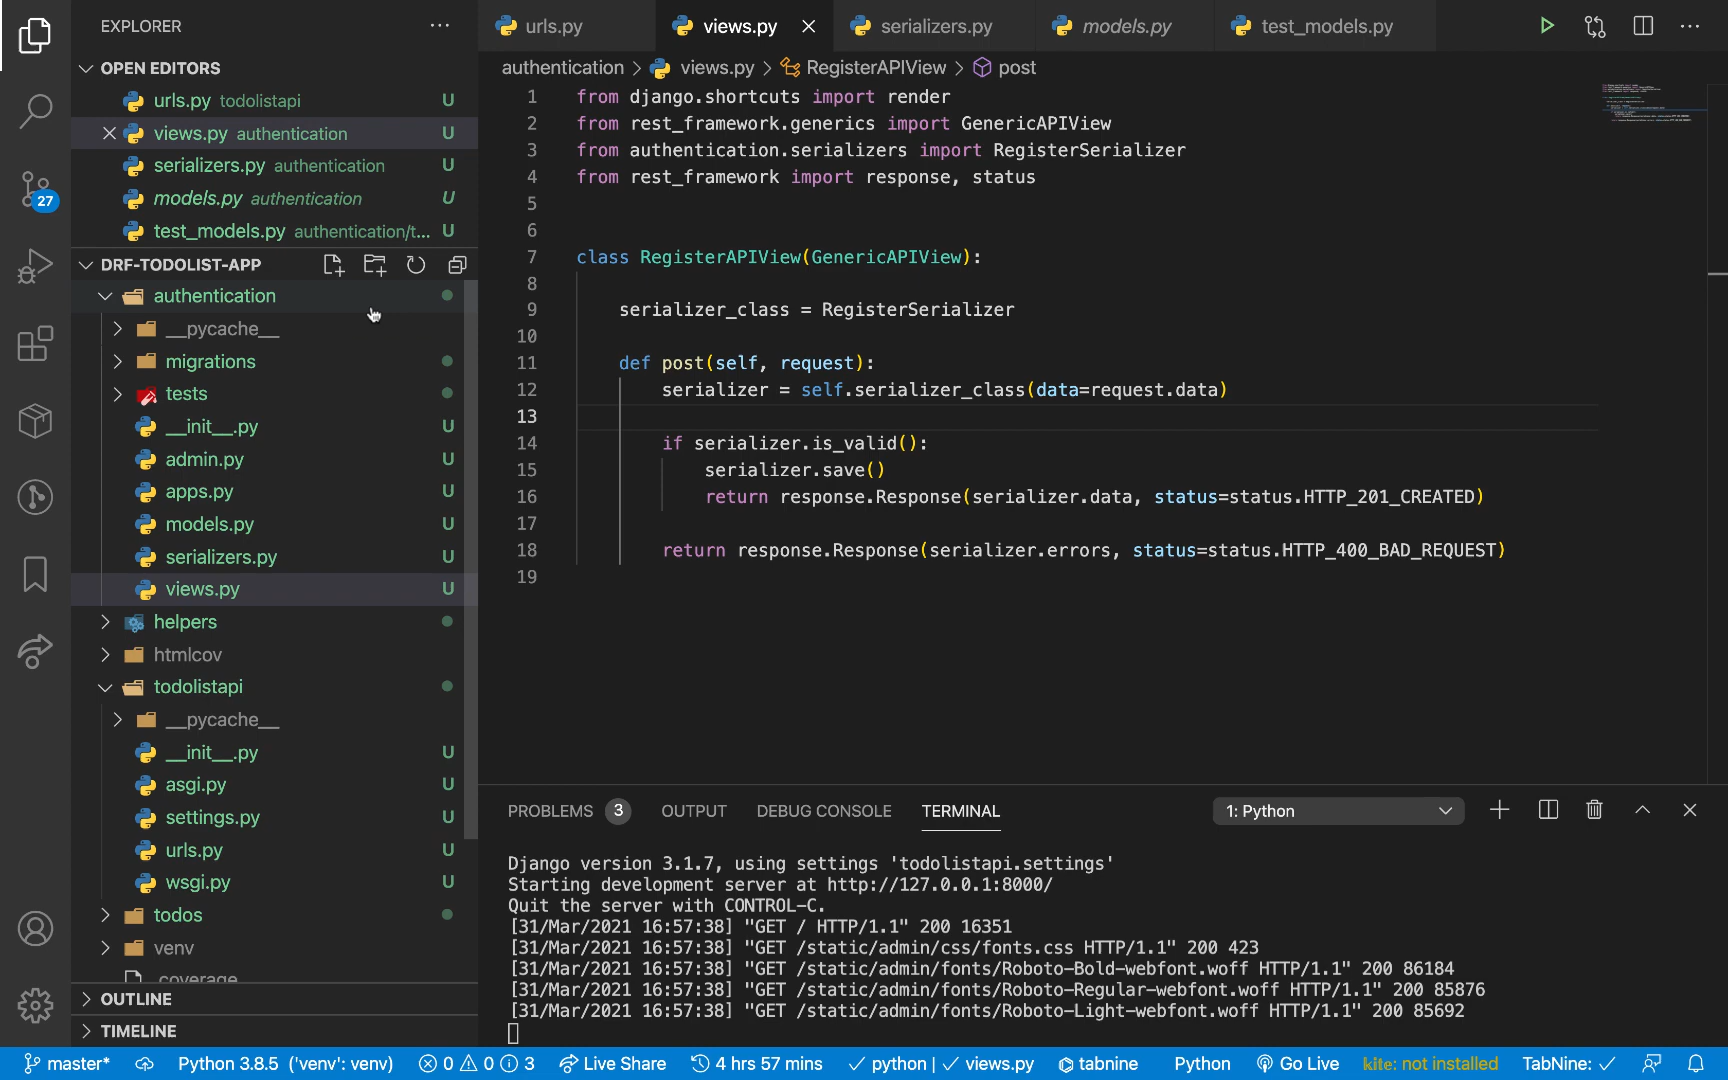 EXPLORER
OPEN EDITORS
urls.py todolistapi U
views.py authentication U
serializers.py authentication U
models.py authentication U
test_models.py authentication/t... U
DRF-TODOLIST-APP
authentication
__pycache__
migrations
tests
__init__.py U
admin.py U
apps.py U
models.py U
serializers.py U
views.py U
helpers
htmlcov
todolistapi
__pycache__
__init__.py U
asgi.py U
settings.py U
urls.py U
wsgi.py U
todos
venv
.coverage
OUTLINE
TIMELINE
27
urls.py views.py serializers.py models.py test_models.py
authentication > views.py > RegisterAPIView > post
1 from django.shortcuts import render
2 from rest_framework.generics import GenericAPIView
3 from authentication.serializers import RegisterSerializer
4 from rest_framework import response, status
5
6
7 class RegisterAPIView(GenericAPIView):
8
9 serializer_class = RegisterSerializer
10
11 def post(self, request):
12 serializer = self.serializer_class(data=request.data)
13
14 if serializer.is_valid():
15 serializer.save()
16 return response.Response(serializer.data, status=status.HTTP_201_CREATED)
17
18 return response.Response(serializer.errors, status=status.HTTP_400_BAD_REQUEST)
19
PROBLEMS 3 OUTPUT DEBUG CONSOLE TERMINAL 1: Python
Django version 3.1.7, using settings 'todolistapi.settings'
Starting development server at http://127.0.0.1:8000/
Quit the server with CONTROL-C.
[31/Mar/2021 16:57:38] "GET / HTTP/1.1" 200 16351
[31/Mar/2021 16:57:38] "GET /static/admin/css/fonts.css HTTP/1.1" 200 423
[31/Mar/2021 16:57:38] "GET /static/admin/fonts/Roboto-Bold-webfont.woff HTTP/1.1" 200 86184
[31/Mar/2021 16:57:38] "GET /static/admin/fonts/Roboto-Regular-webfont.woff HTTP/1.1" 200 85876
[31/Mar/2021 16:57:38] "GET /static/admin/fonts/Roboto-Light-webfont.woff HTTP/1.1" 200 85692
master* Python 3.8.5 ('venv': venv) 0 0 3 Live Share 4 hrs 57 mins ✓ python | ✓ views.py tabnine Python Go Live kite: not installed TabNine: ✓